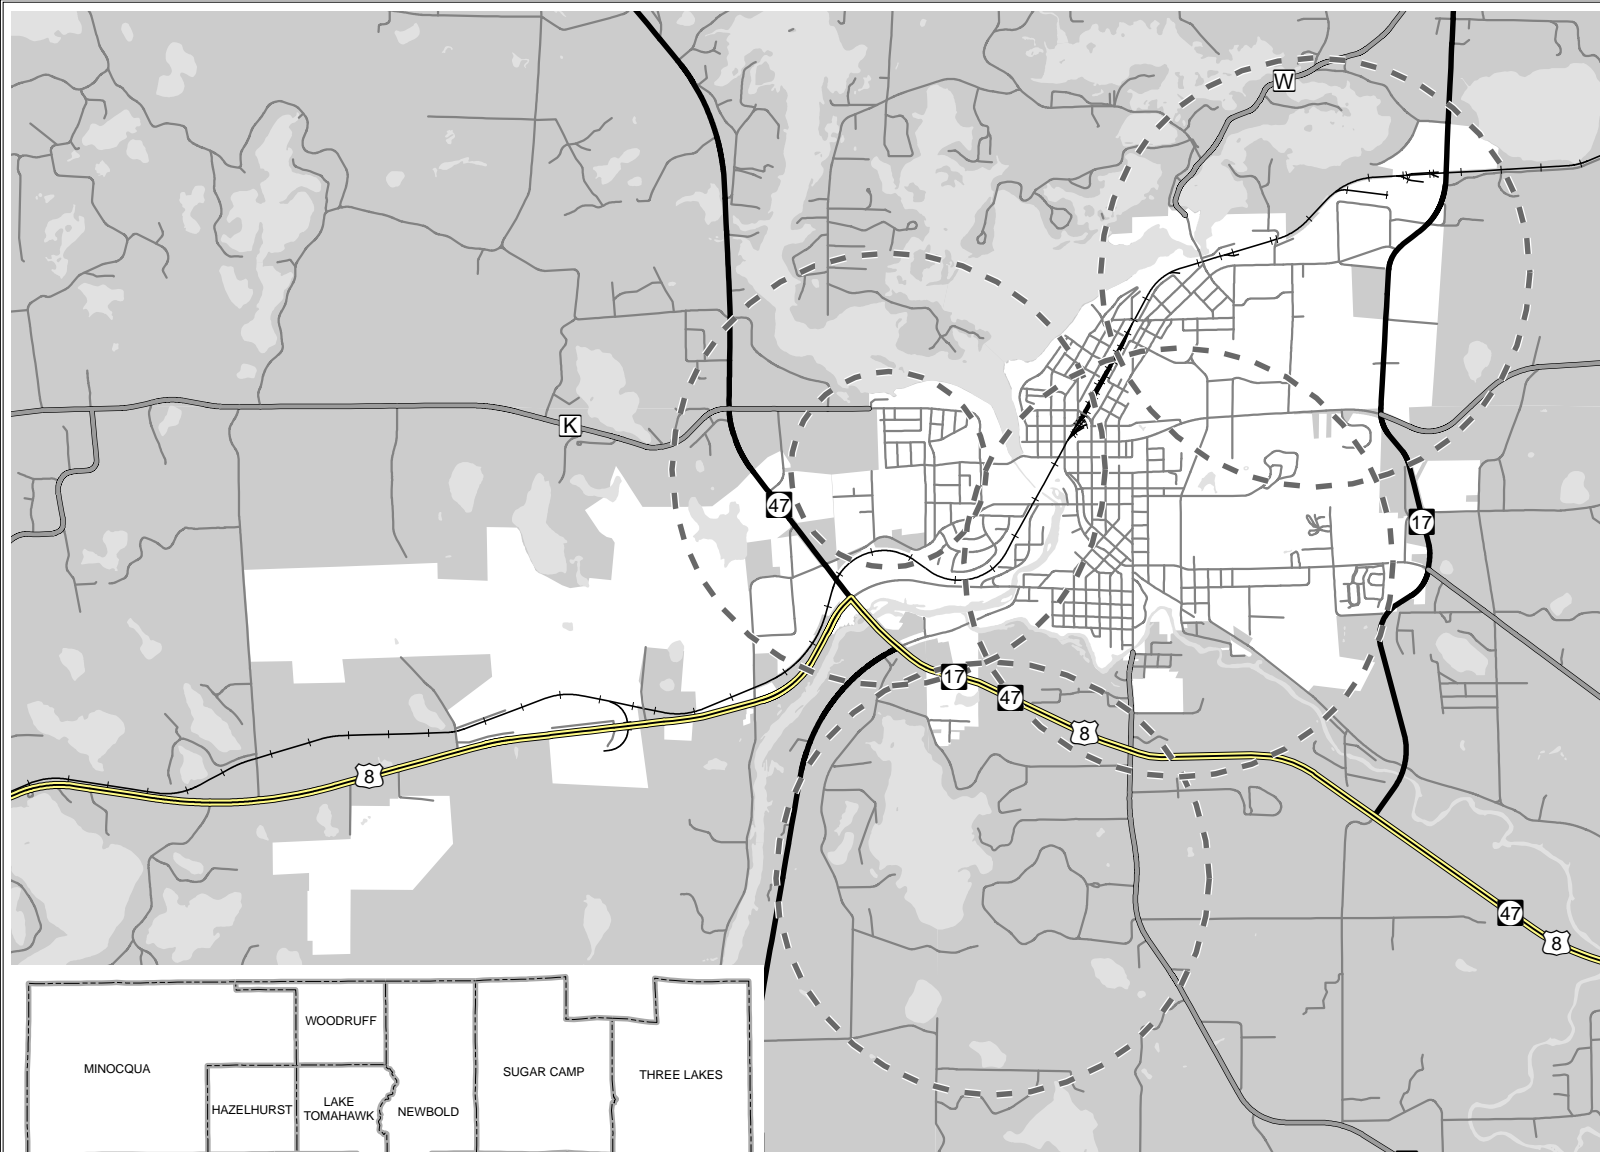 W
K
47
17
17
47
8
8
47
8
WOODRUFF
MINOCQUA
SUGAR CAMP
THREE LAKES
HAZELHURST
LAKE
TOMAHAWK
NEWBOLD